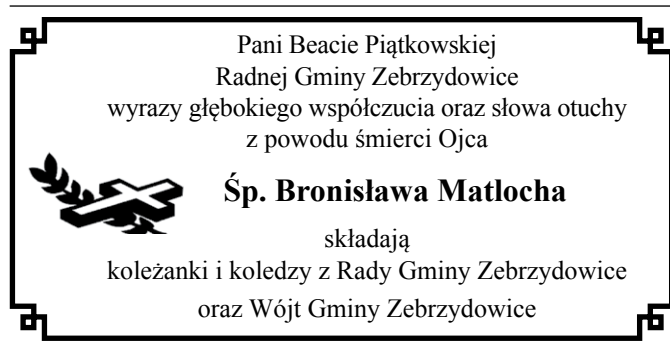 Pani Beacie Piątkowskiej
Radnej Gminy Zebrzydowice
wyrazy głębokiego współczucia oraz słowa otuchy
z powodu śmierci Ojca
Śp. Bronisława Matlocha
składają
koleżanki i koledzy z Rady Gminy Zebrzydowice
oraz Wójt Gminy Zebrzydowice